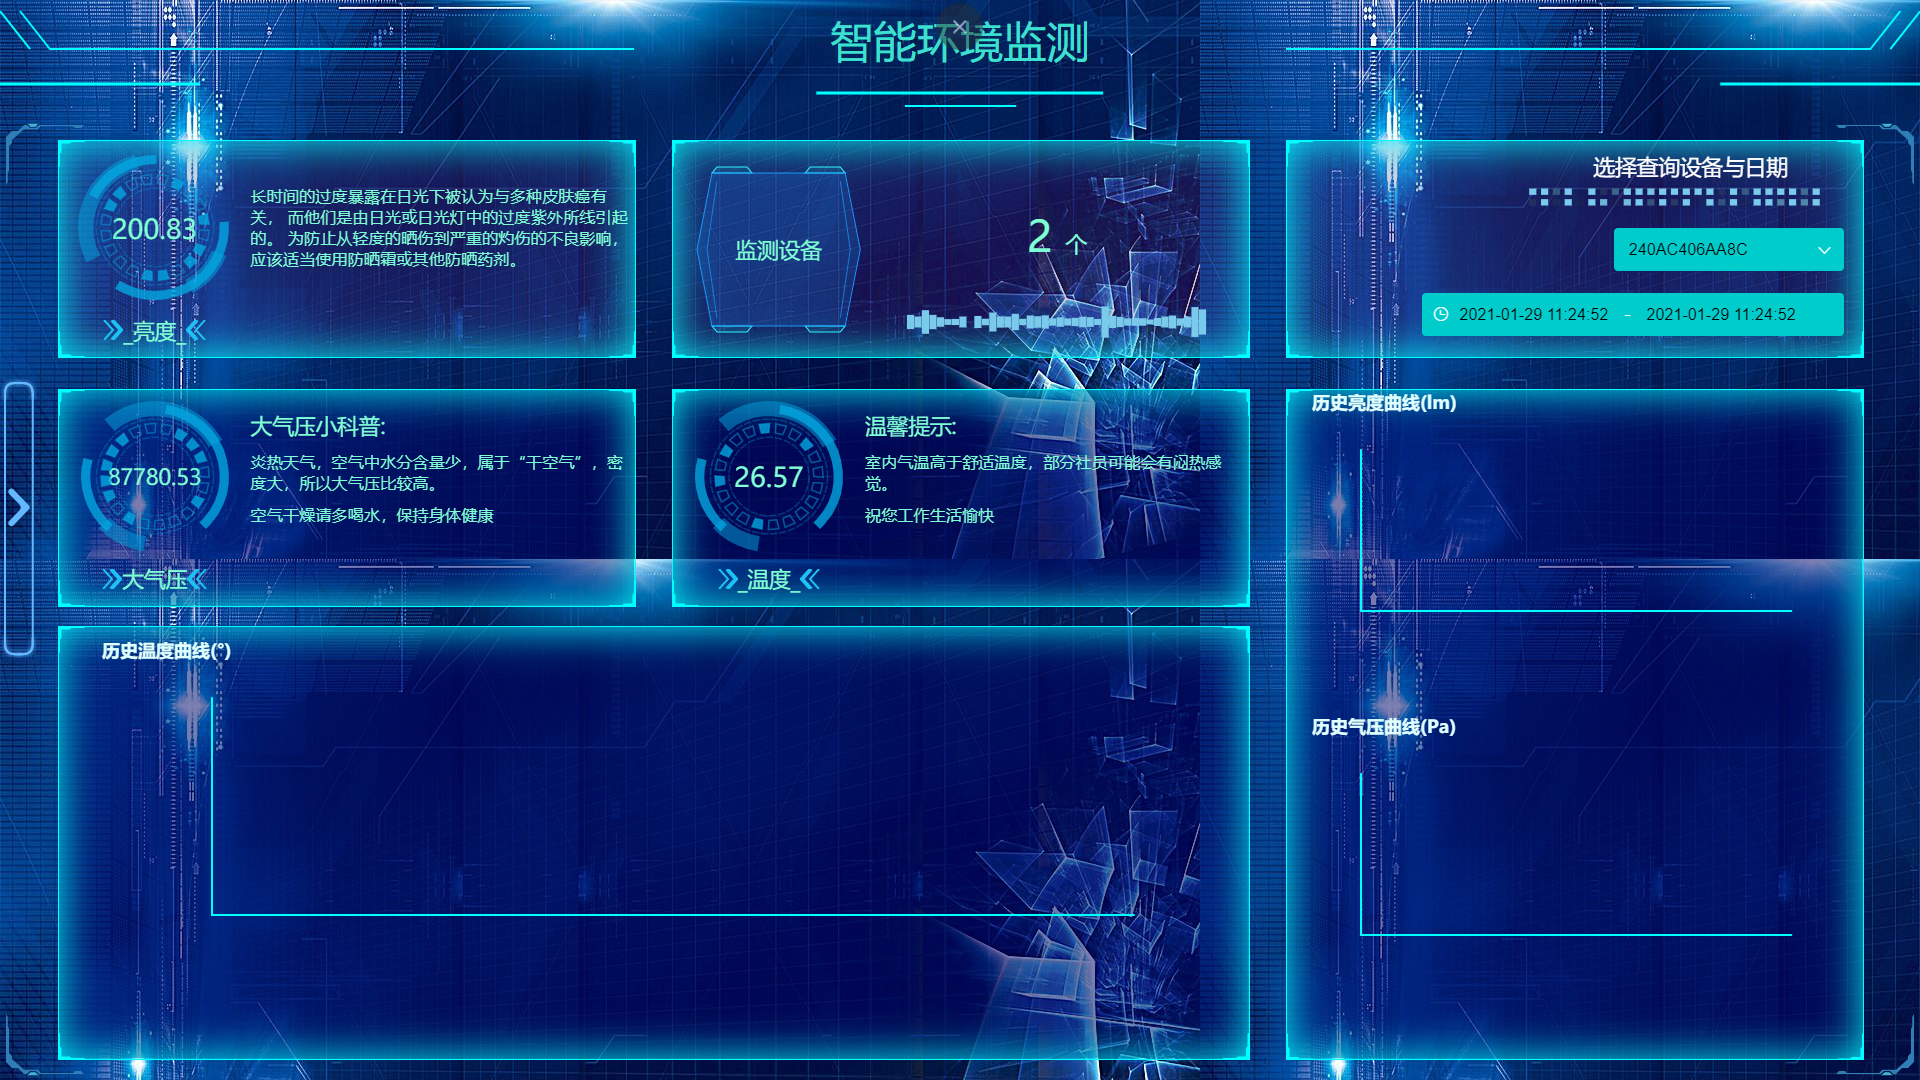 智能环境监测
200.83
长时间的过度暴露在日光下被认为与多种皮肤癌有
关， 而他们是由日光或日光灯中的过度紫外所线引起
的。 为防止从轻度的晒伤到严重的灼伤的不良影响，
应该适当使用防晒霜或其他防晒药剂。
_亮度_
监测设备
2 个
选择查询设备与日期
240AC406AA8C
2021-01-29 11:24:52 - 2021-01-29 11:24:52
87780.53
大气压小科普:
炎热天气，空气中水分含量少，属于“干空气”，密
度大，所以大气压比较高。
空气干燥请多喝水，保持身体健康
大气压
26.57
温馨提示:
室内气温高于舒适温度，部分社员可能会有闷热感
觉。
祝您工作生活愉快
_温度_
历史亮度曲线(lm)
历史温度曲线(°)
历史气压曲线(Pa)